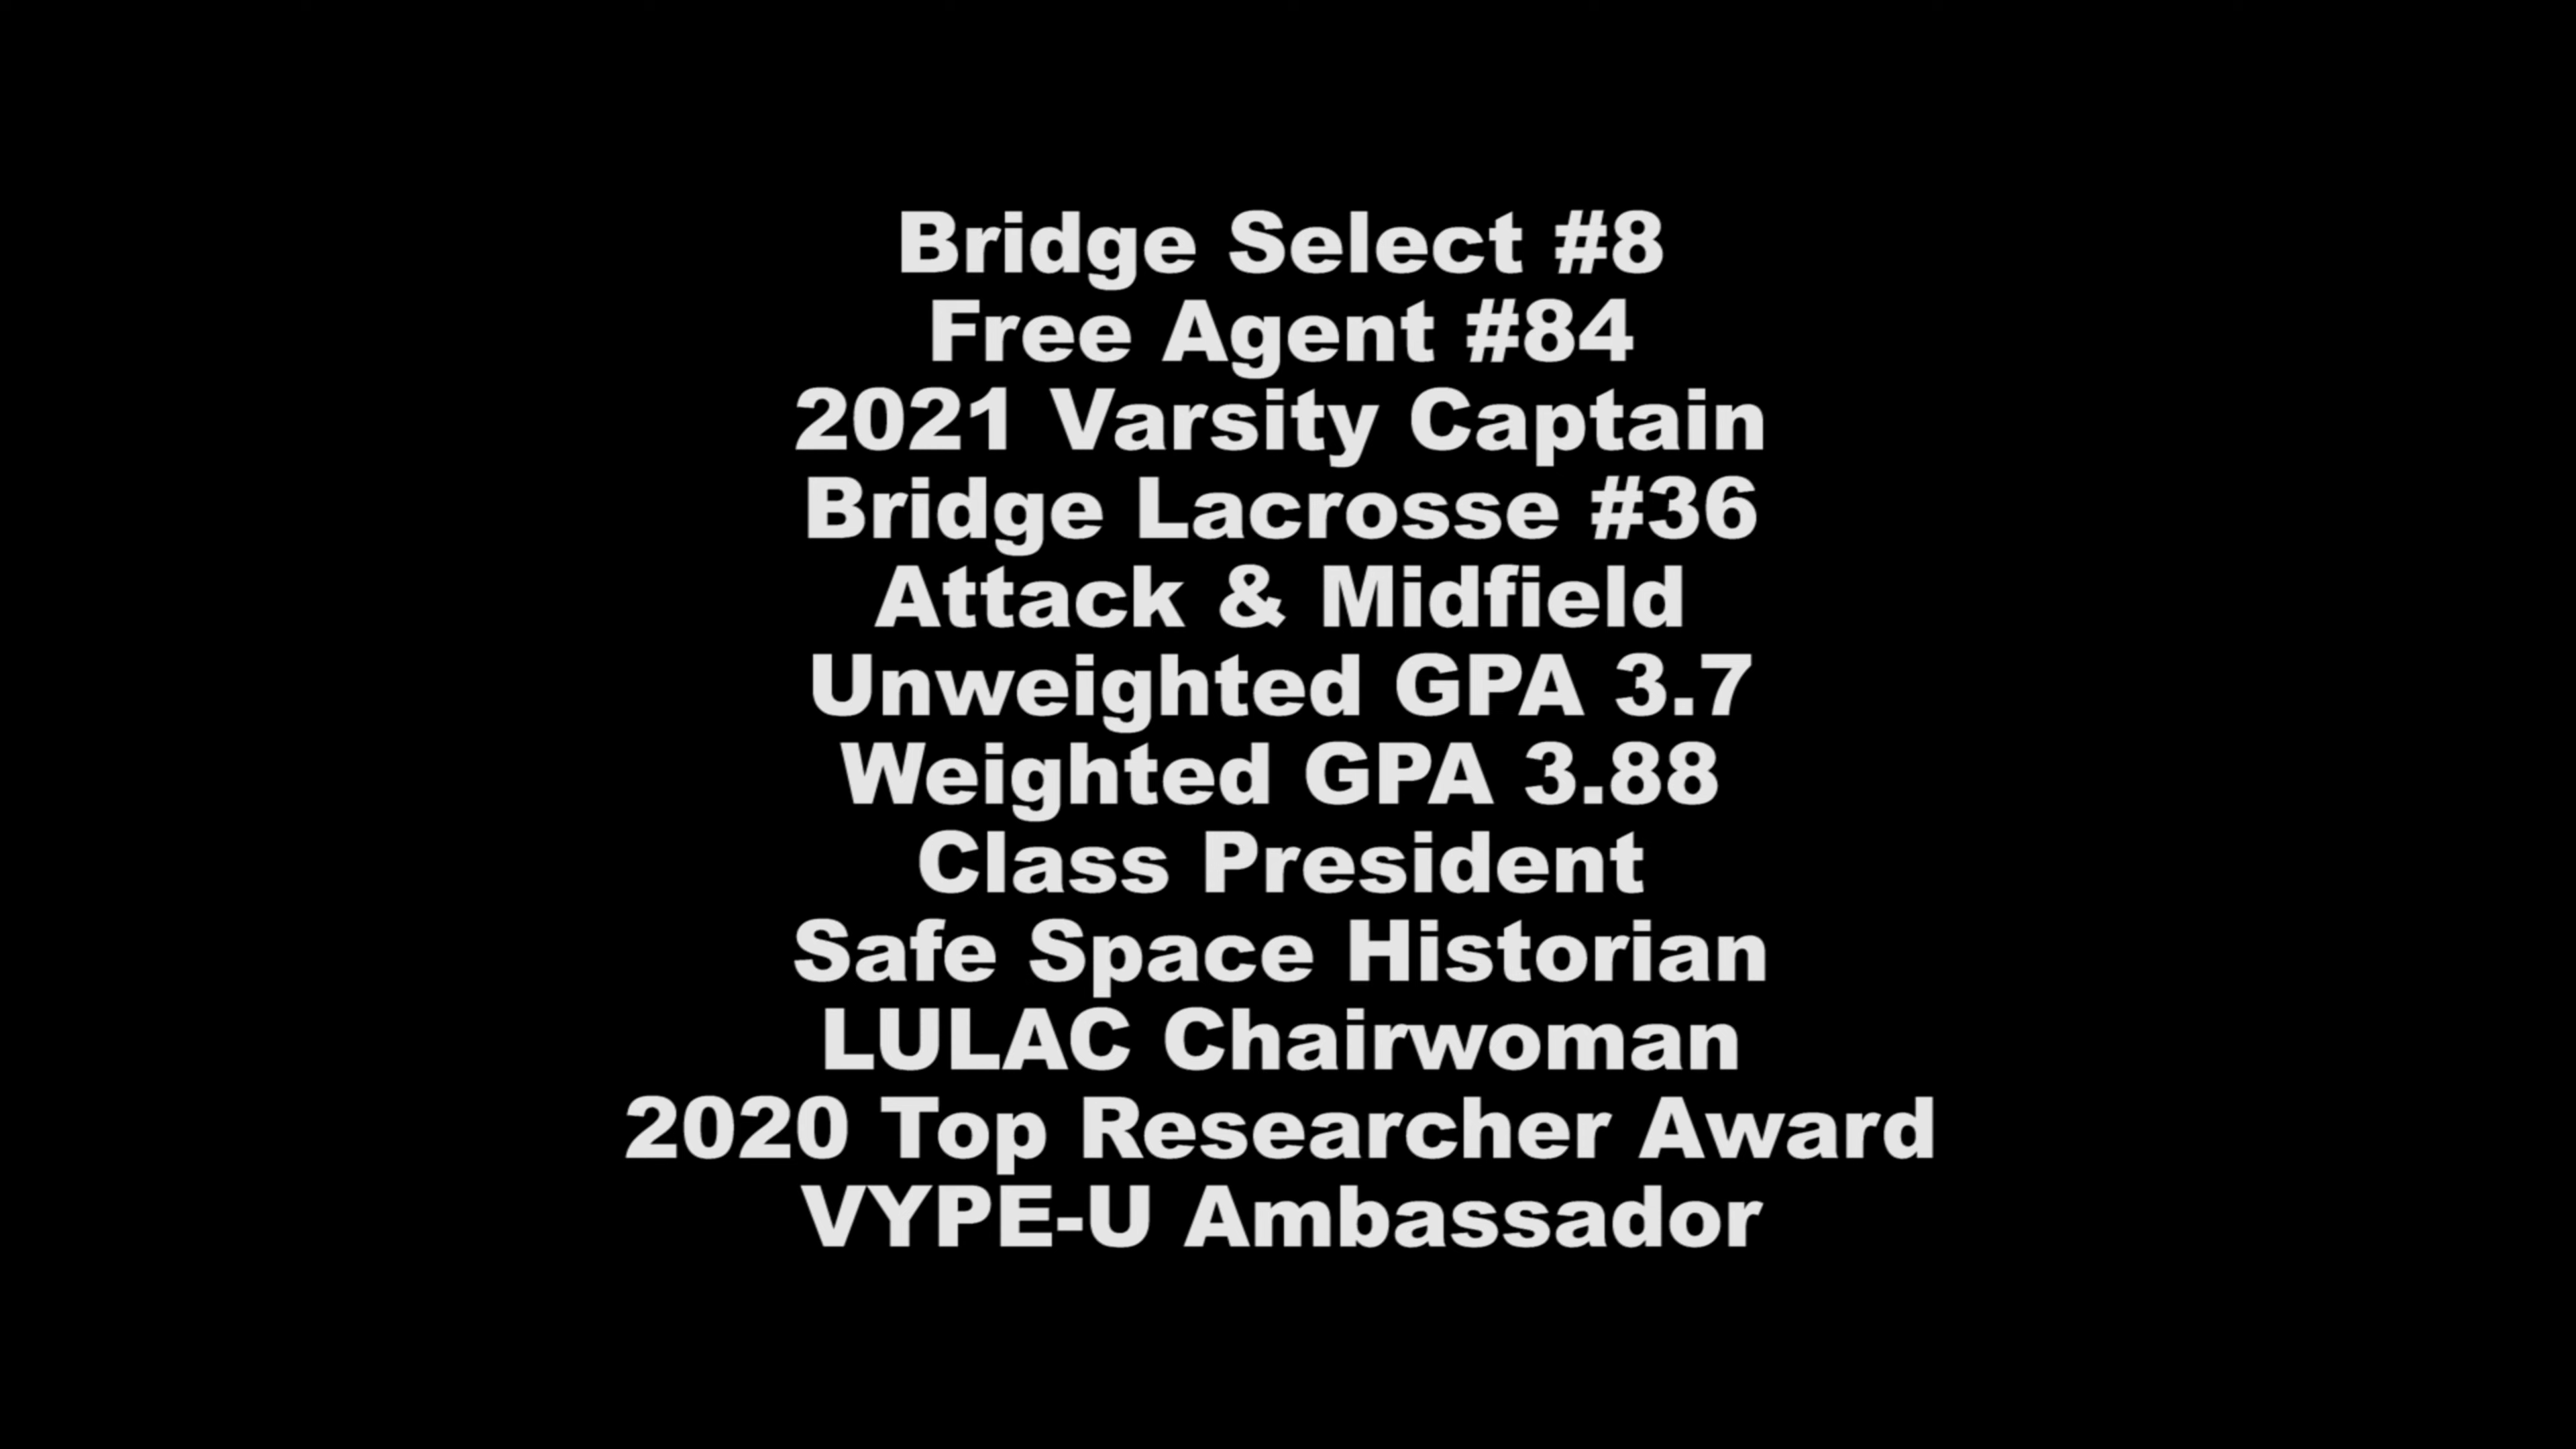 Bridge Select #8
Free Agent #84
2021 Varsity Captain
Bridge Lacrosse #36
Attack & Midfield
Unweighted GPA 3.7
Weighted GPA 3.88
Class President
Safe Space Historian
LULAC Chairwoman
2020 Top Researcher Award
VYPE-U Ambassador